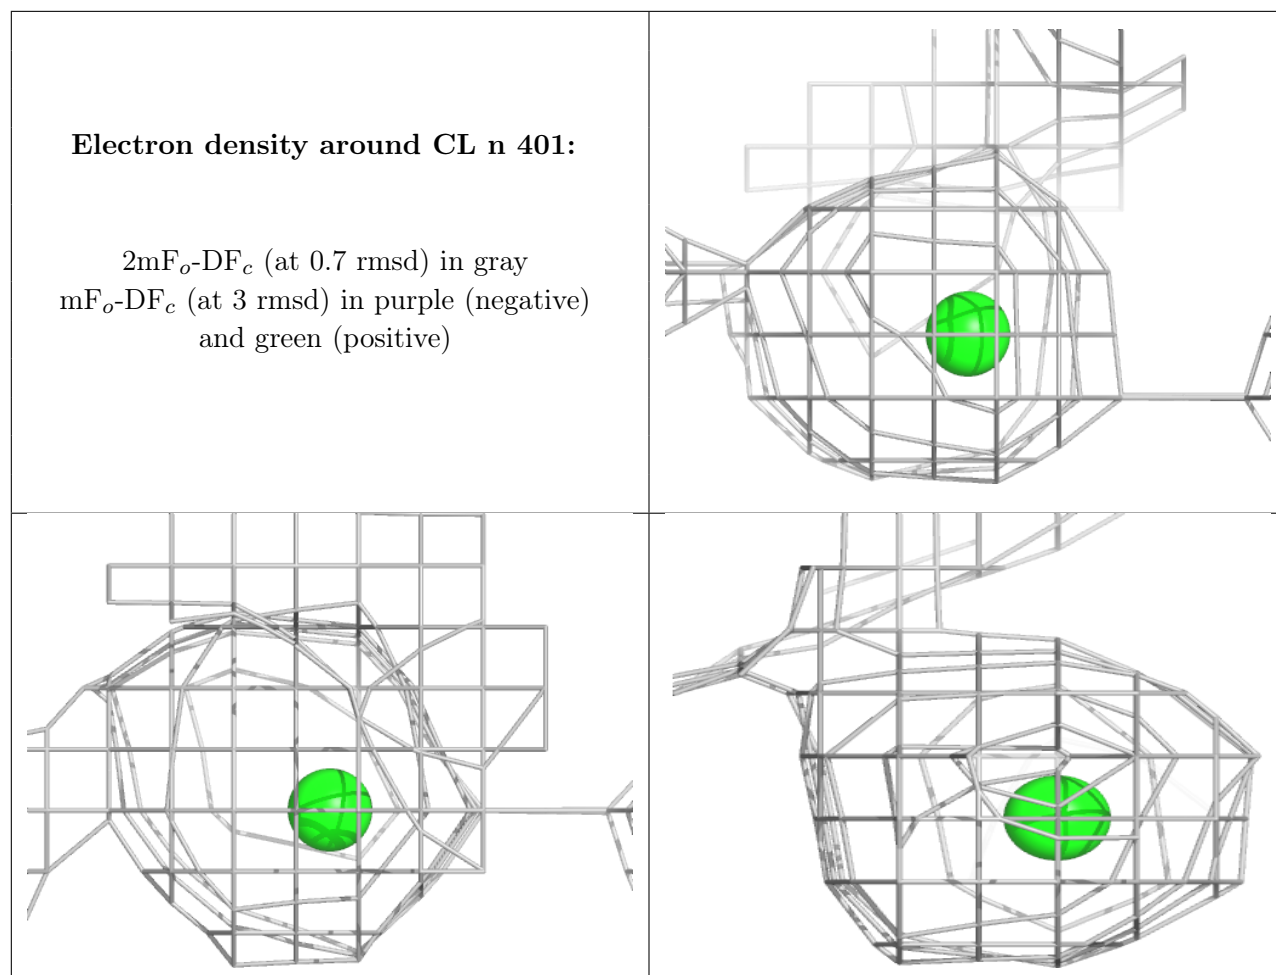 Electron density around CL n 401:
2mFo-DFc (at 0.7 rmsd) in gray
mFo-DFc (at 3 rmsd) in purple (negative)
and green (positive)